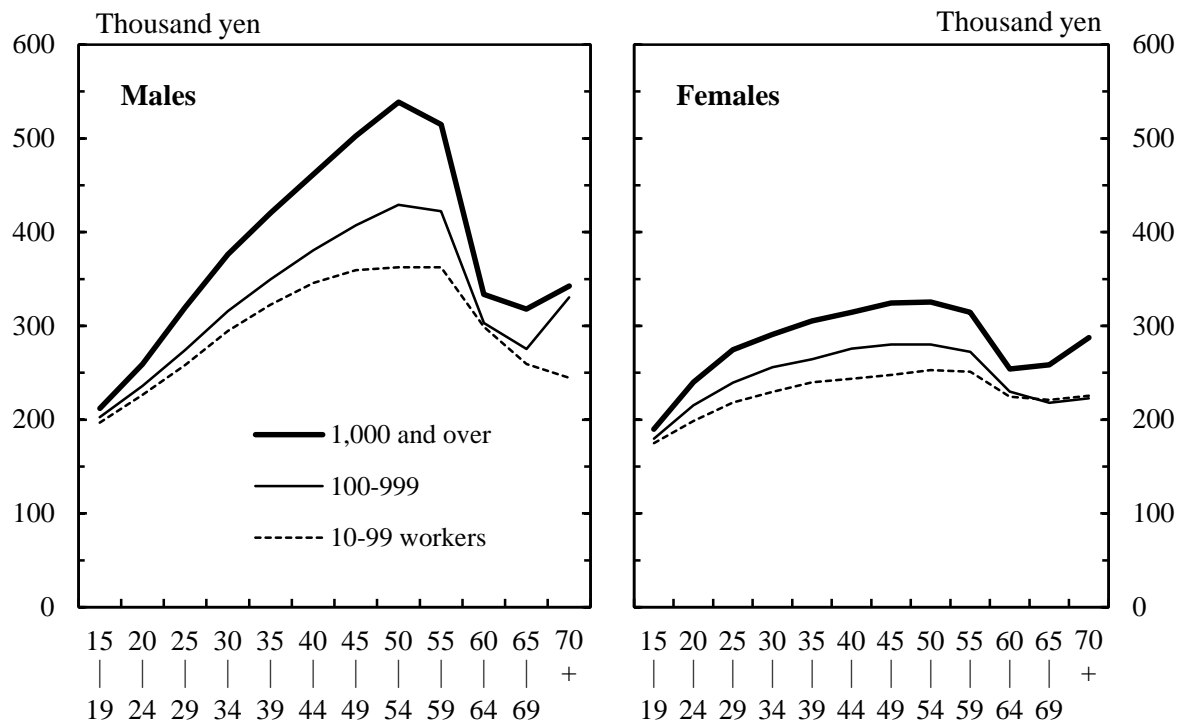 Thousand yen
Thousand yen
600
500
400
300
200
100
0
Males
1,000 and over
100-999
10-99 workers
Females
600
500
400
300
200
100
0
15 20 25 30 35 40 45 50 55 60 65 70
| | | | | | | | | | | +
19 24 29 34 39 44 49 54 59 64 69
15 20 25 30 35 40 45 50 55 60 65 70
| | | | | | | | | | | +
19 24 29 34 39 44 49 54 59 64 69